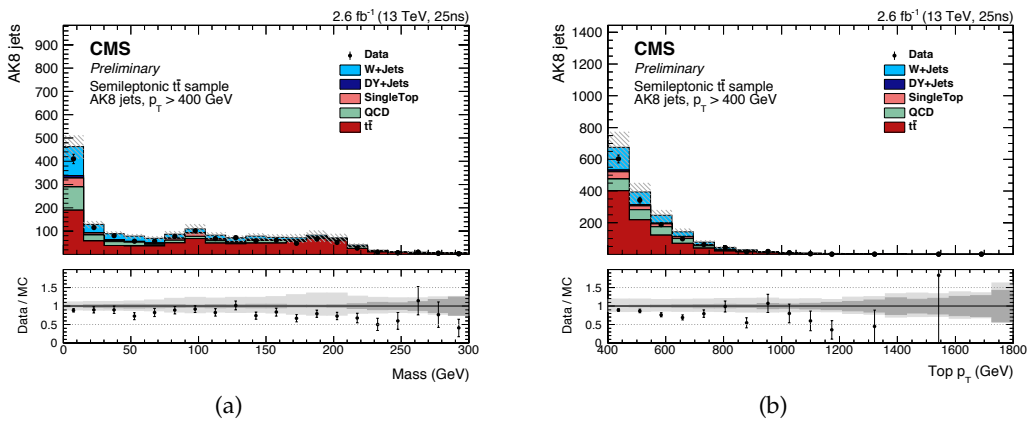 2.6 fb⁻¹ (13 TeV, 25ns)
AK8 jets
900
800
700
600
500
400
300
200
100
CMS
Preliminary
Semileptonic tt̄ sample
AK8 jets, p_T > 400 GeV
Data
W+Jets
DY+Jets
SingleTop
QCD
tt̄
Data / MC
1.5
1
0.5
0
0 50 100 150 200 250 300
Mass (GeV)
(a)
2.6 fb⁻¹ (13 TeV, 25ns)
AK8 jets
1400
1200
1000
800
600
400
200
CMS
Preliminary
Semileptonic tt̄ sample
AK8 jets, p_T > 400 GeV
Data
W+Jets
DY+Jets
SingleTop
QCD
tt̄
Data / MC
1.5
1
0.5
0
400 600 800 1000 1200 1400 1600 1800
Top p_T (GeV)
(b)